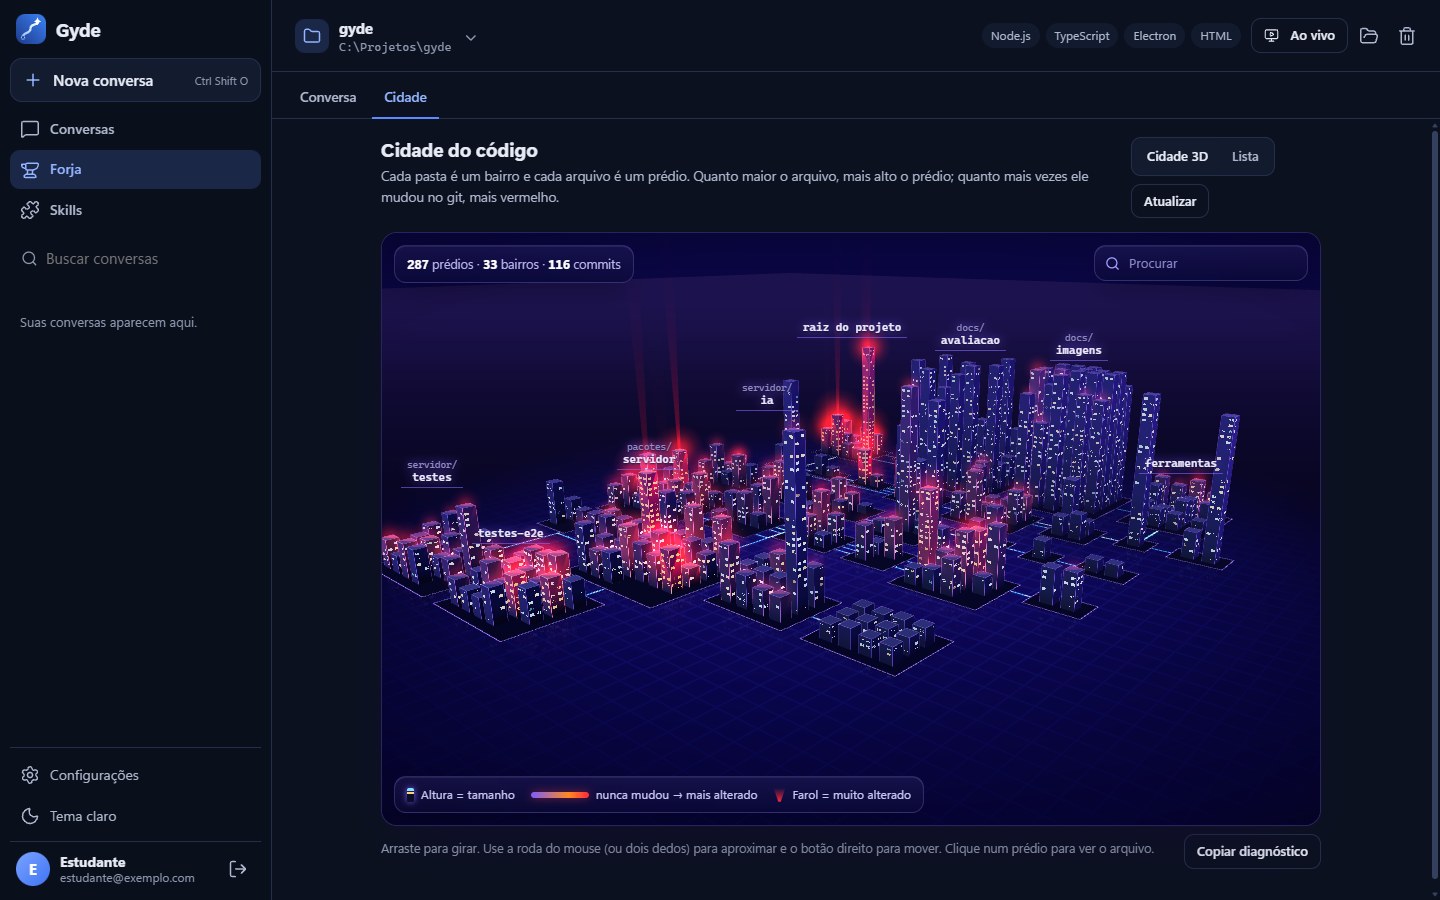 Gyde
Nova conversa
Ctrl Shift O
Conversas
Forja
Skills
Buscar conversas
Suas conversas aparecem aqui.
Configurações
Tema claro
E
Estudante
estudante@exemplo.com
gyde
C:\Projetos\gyde
Node.js
TypeScript
Electron
HTML
Ao vivo
Conversa
Cidade
Cidade do código
Cada pasta é um bairro e cada arquivo é um prédio. Quanto maior o arquivo, mais alto o prédio; quanto mais vezes ele
mudou no git, mais vermelho.
Cidade 3D
Lista
Atualizar
287 prédios · 33 bairros · 116 commits
Procurar
raiz do projeto
docs/
avaliacao
docs/
imagens
servidor/
ia
pacotes/
servidor
servidor/
testes
ferramentas
testes-e2e
Altura = tamanho
nunca mudou → mais alterado
Farol = muito alterado
Arraste para girar. Use a roda do mouse (ou dois dedos) para aproximar e o botão direito para mover. Clique num prédio para ver o arquivo.
Copiar diagnóstico